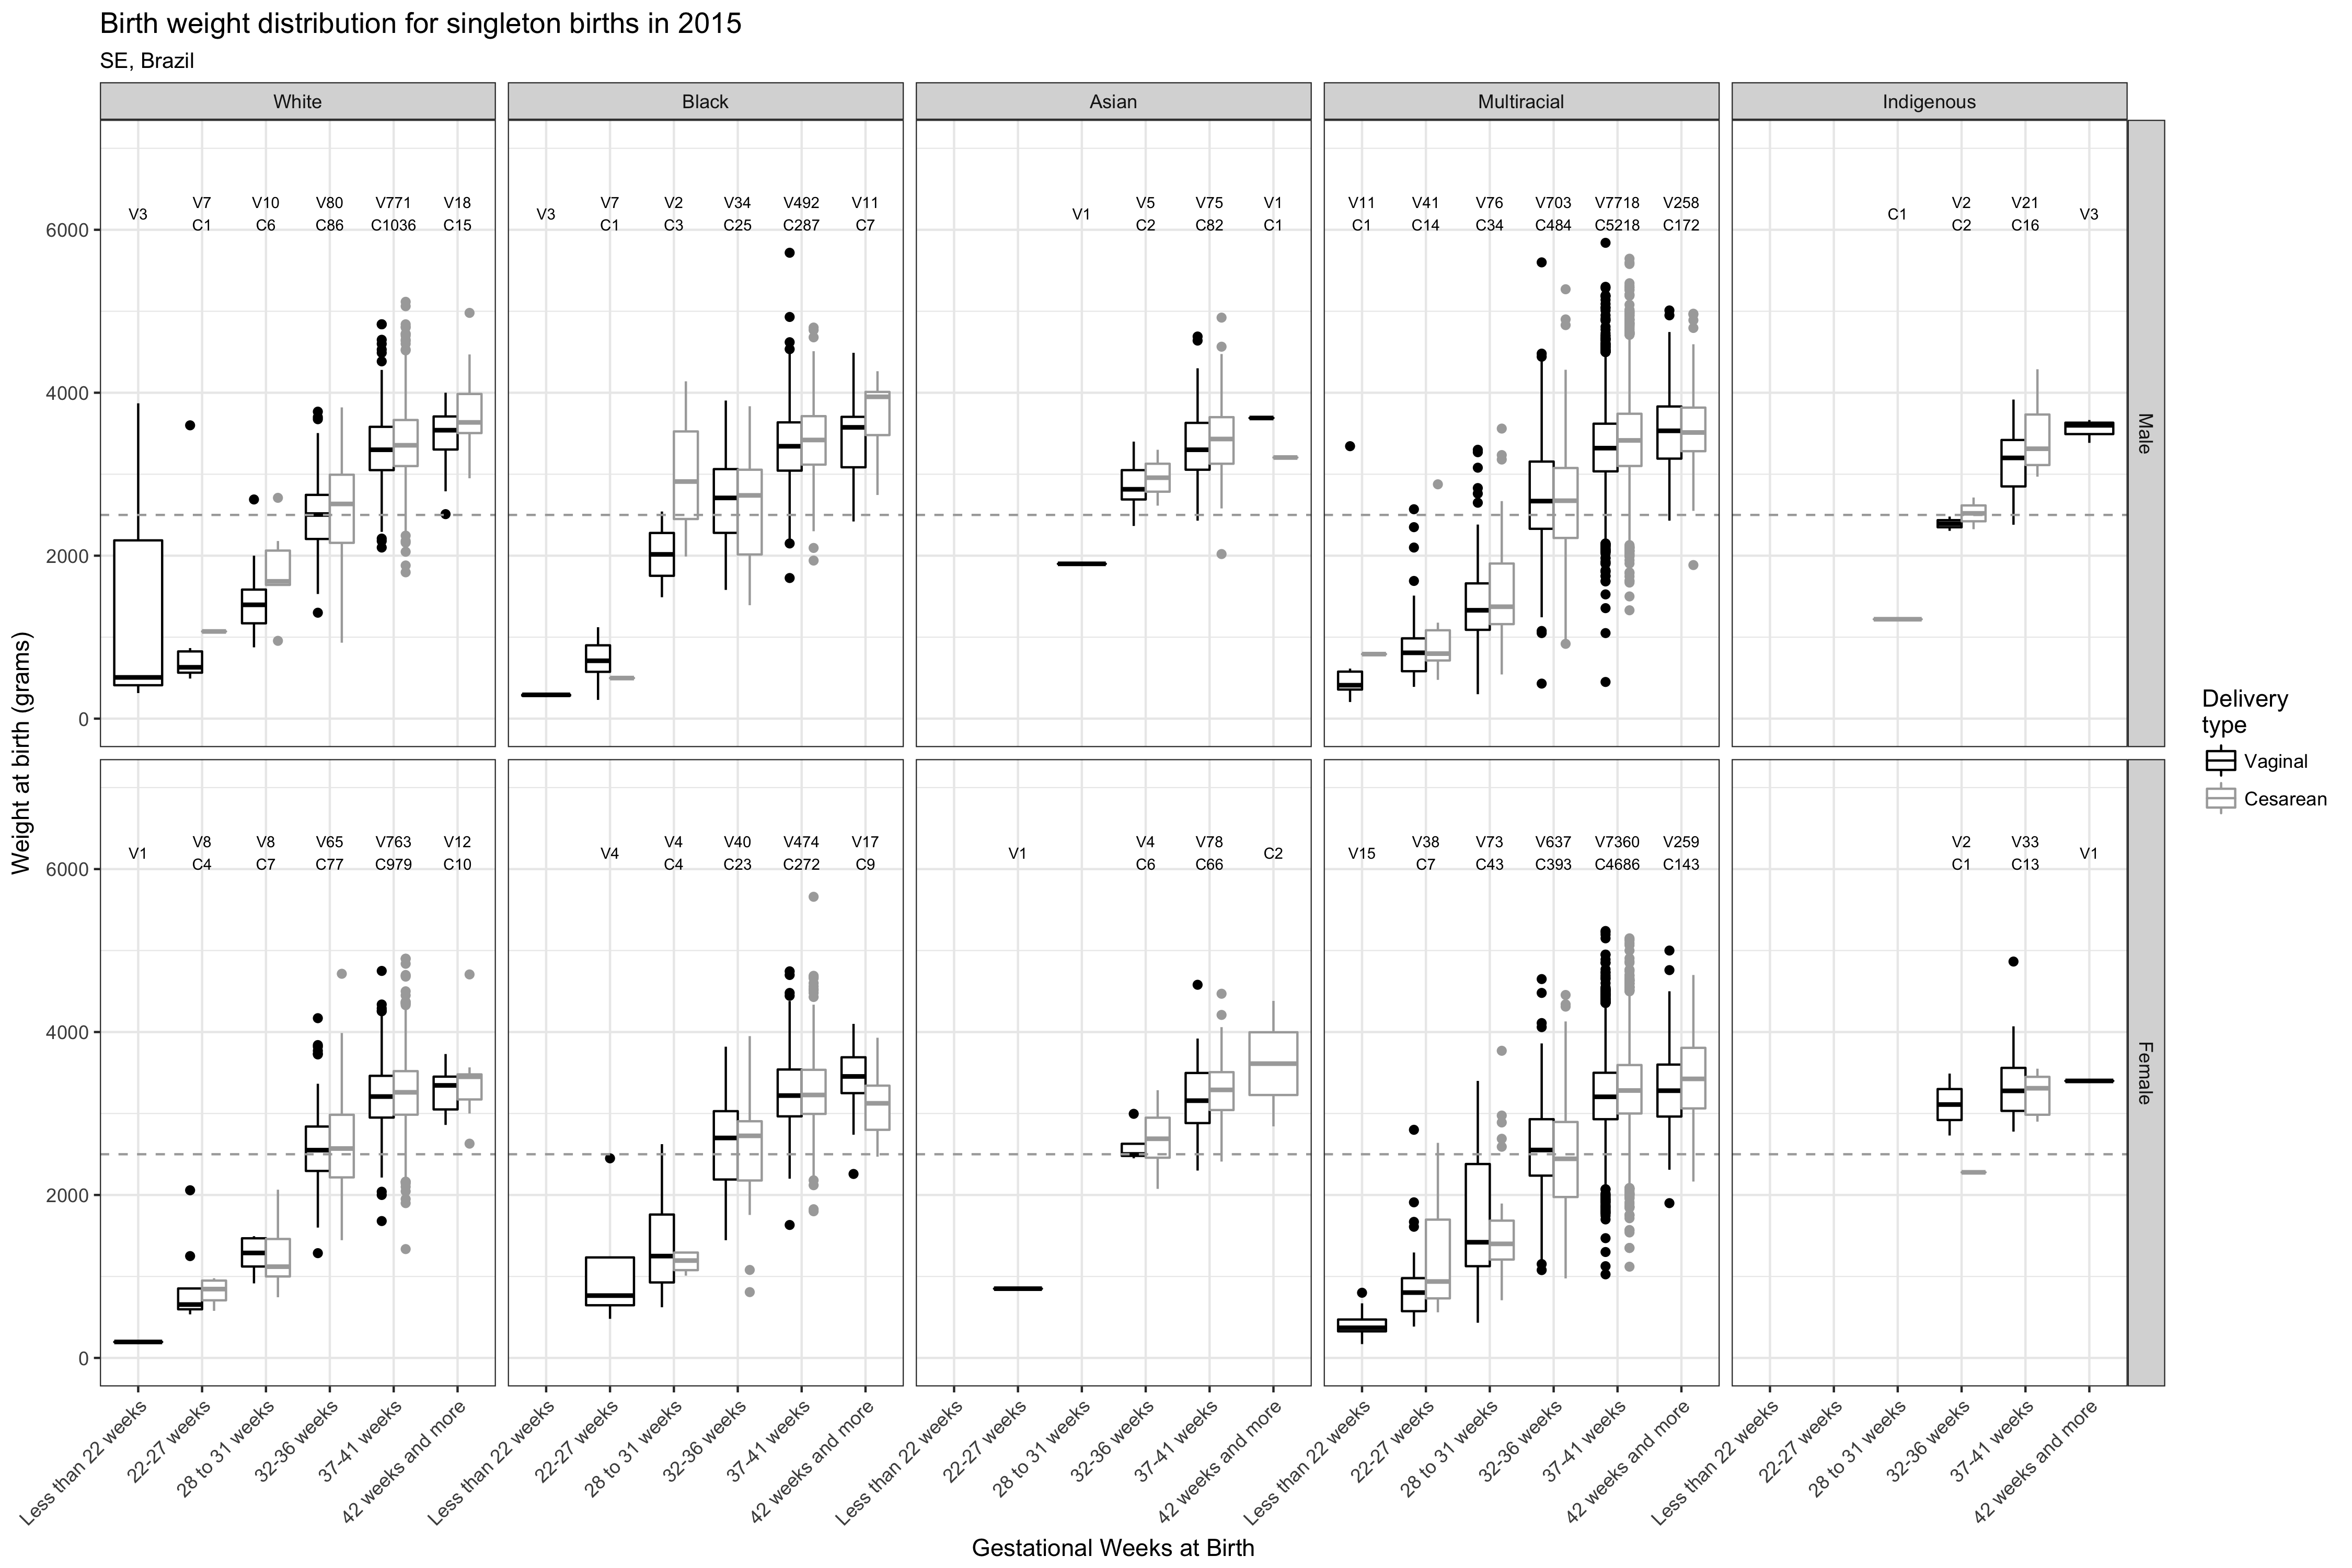 Birth weight distribution for singleton births in 2015
SE, Brazil
White Black Asian Multiracial Indigenous
V3 V7 V10 V80 V771 V18
C1 C6 C86 C1036 C15
V3 V7 V2 V34 V492 V11
C1 C3 C25 C287 C7
V1 V5 V75 V1
C2 C82 C1
V11 V41 V76 V703 V7718 V258
C1 C14 C34 C484 C5218 C172
C1 V2 V21 V3
C2 C16
6000
4000
2000
0
Male
V1 V8 V8 V65 V763 V12
C4 C7 C77 C979 C10
V4 V4 V40 V474 V17
C4 C23 C272 C9
V1 V4 V78 C2
C6 C66
V15 V38 V73 V637 V7360 V259
C7 C43 C393 C4686 C143
V2 V33 V1
C1 C13
6000
4000
2000
0
Female
Weight at birth (grams)
Less than 22 weeks 22-27 weeks 28 to 31 weeks 32-36 weeks 37-41 weeks 42 weeks and more
Less than 22 weeks 22-27 weeks 28 to 31 weeks 32-36 weeks 37-41 weeks 42 weeks and more
Less than 22 weeks 22-27 weeks 28 to 31 weeks 32-36 weeks 37-41 weeks 42 weeks and more
Less than 22 weeks 22-27 weeks 28 to 31 weeks 32-36 weeks 37-41 weeks 42 weeks and more
Less than 22 weeks 22-27 weeks 28 to 31 weeks 32-36 weeks 37-41 weeks 42 weeks and more
Gestational Weeks at Birth
Delivery
type
Vaginal
Cesarean